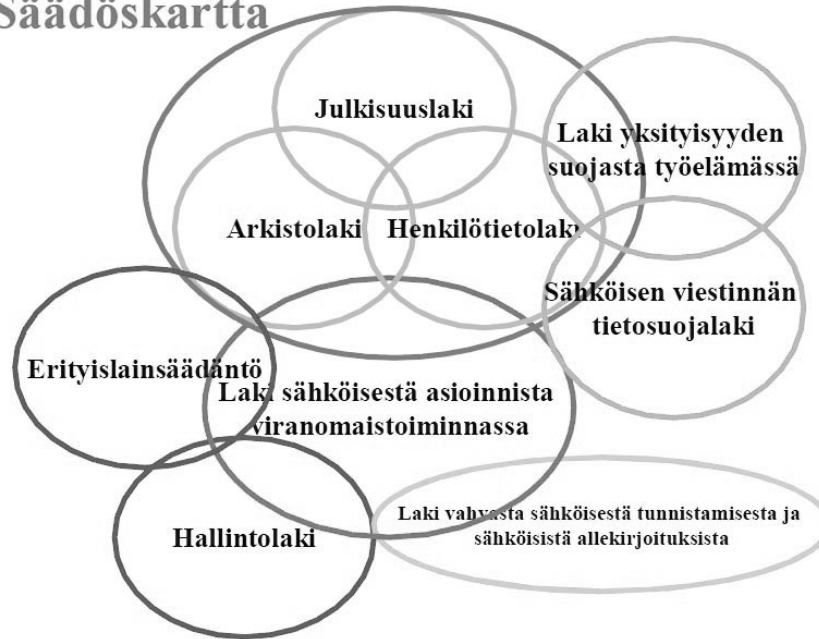 Säädöskartta
Julkisuuslaki
Laki yksityisyyden
suojasta työelämässä
Arkistolaki
Henkilötietolaki
Sähköisen viestinnän
tietosuojalaki
Erityislainsäädäntö
Laki sähköisestä asioinnista
viranomaistoiminnassa
Laki vahvasta sähköisestä tunnistamisesta ja
sähköisistä allekirjoituksista
Hallintolaki